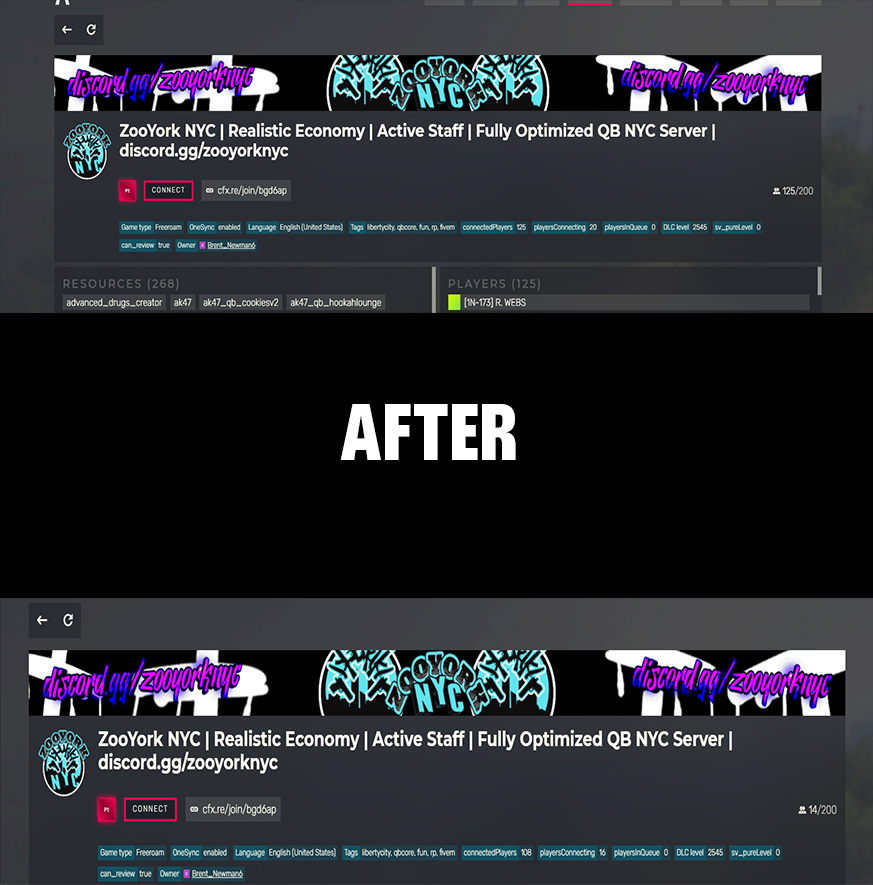 discord.gg/zooyorknyc ZOOYORK NYC discord.gg/zooyorknyc
ZOOYORK NYC
ZooYork NYC | Realistic Economy | Active Staff | Fully Optimized QB NYC Server |
discord.gg/zooyorknyc
Pt CONNECT cfx.re/join/bgd6ap 125/200
Game type Freeroam OneSync enabled Language English (United States) Tags libertycity, qbcore, fun, rp, fivem connectedPlayers 125 playersConnecting 20 playersInQueue 0 DLC level 2545 sv_pureLevel 0
can_review true Owner Brent_Newman6
RESOURCES (268) PLAYERS (125)
advanced_drugs_creator ak47 ak47_qb_cookiesv2 ak47_qb_hookahlounge [1N-173] R. WEBS
AFTER
discord.gg/zooyorknyc ZOOYORK NYC discord.gg/zooyorknyc
ZOOYORK NYC
ZooYork NYC | Realistic Economy | Active Staff | Fully Optimized QB NYC Server |
discord.gg/zooyorknyc
Pt CONNECT cfx.re/join/bgd6ap 14/200
Game type Freeroam OneSync enabled Language English (United States) Tags libertycity, qbcore, fun, rp, fivem connectedPlayers 108 playersConnecting 16 playersInQueue 0 DLC level 2545 sv_pureLevel 0
can_review true Owner Brent_Newman6